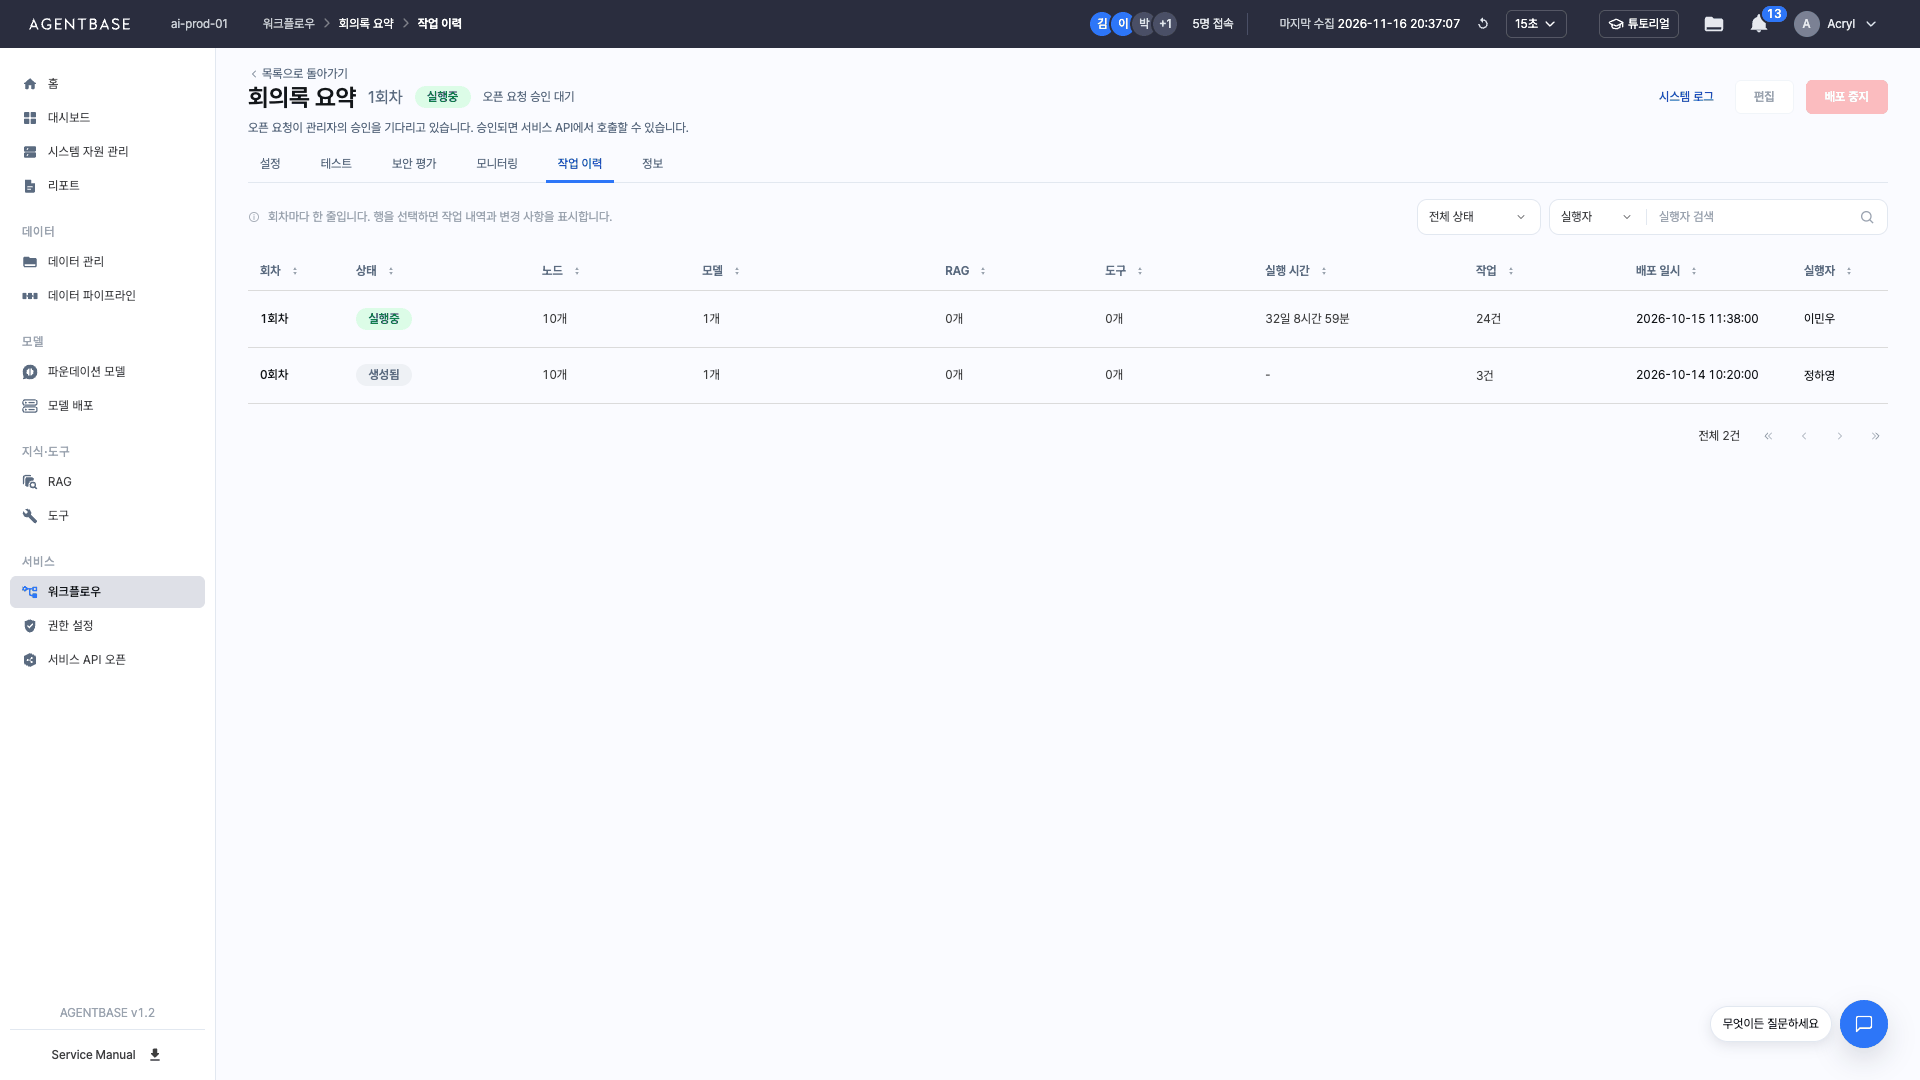 AGENTBASE
ai-prod-01
워크플로우 > 회의록 요약 > 작업 이력
김 이 박 +1 5명 접속
마지막 수집 2026-11-16 20:37:07
15초
튜토리얼
13
A Acryl
홈
대시보드
시스템 자원 관리
리포트
데이터
데이터 관리
데이터 파이프라인
모델
파운데이션 모델
모델 배포
지식·도구
RAG
도구
서비스
워크플로우
권한 설정
서비스 API 오픈
AGENTBASE v1.2
Service Manual
목록으로 돌아가기
회의록 요약 1회차 실행중 오픈 요청 승인 대기
시스템 로그 편집 배포 중지
오픈 요청이 관리자의 승인을 기다리고 있습니다. 승인되면 서비스 API에서 호출할 수 있습니다.
설정 테스트 보안 평가 모니터링 작업 이력 정보
회차마다 한 줄입니다. 행을 선택하면 작업 내역과 변경 사항을 표시합니다.
전체 상태 실행자 실행자 검색
회차 상태 노드 모델 RAG 도구 실행 시간 작업 배포 일시 실행자
1회차 실행중 10개 1개 0개 0개 32일 8시간 59분 24건 2026-10-15 11:38:00 이민우
0회차 생성됨 10개 1개 0개 0개 - 3건 2026-10-14 10:20:00 정하영
전체 2건
무엇이든 질문하세요